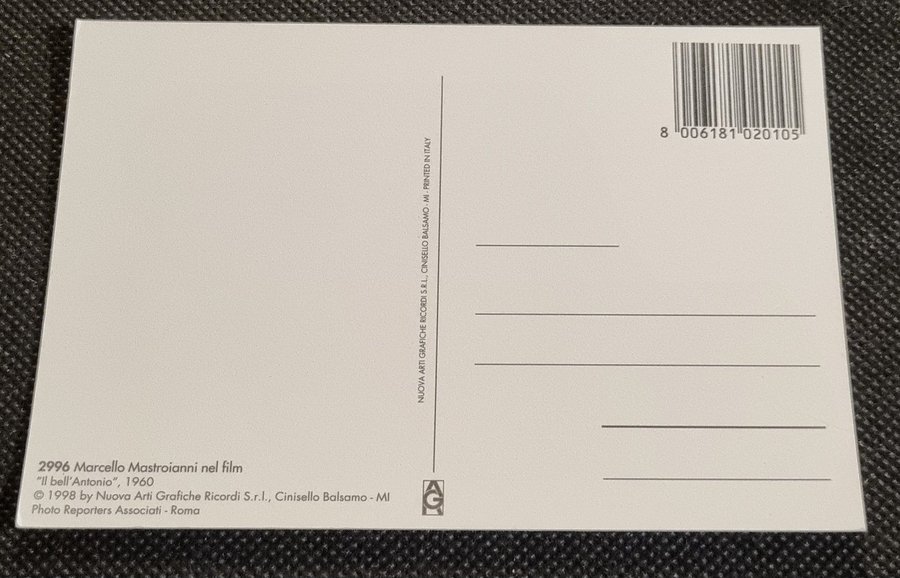 8 006181 020105
NUOVA ARTI GRAFICHE RICORDI S.R.L., CINISELLO BALSAMO - MI - PRINTED IN ITALY
2996 Marcello Mastroianni nel film
"Il bell'Antonio", 1960
© 1998 by Nuova Arti Grafiche Ricordi S.r.l., Cinisello Balsamo - MI
Photo Reporters Associati - Roma
AGR